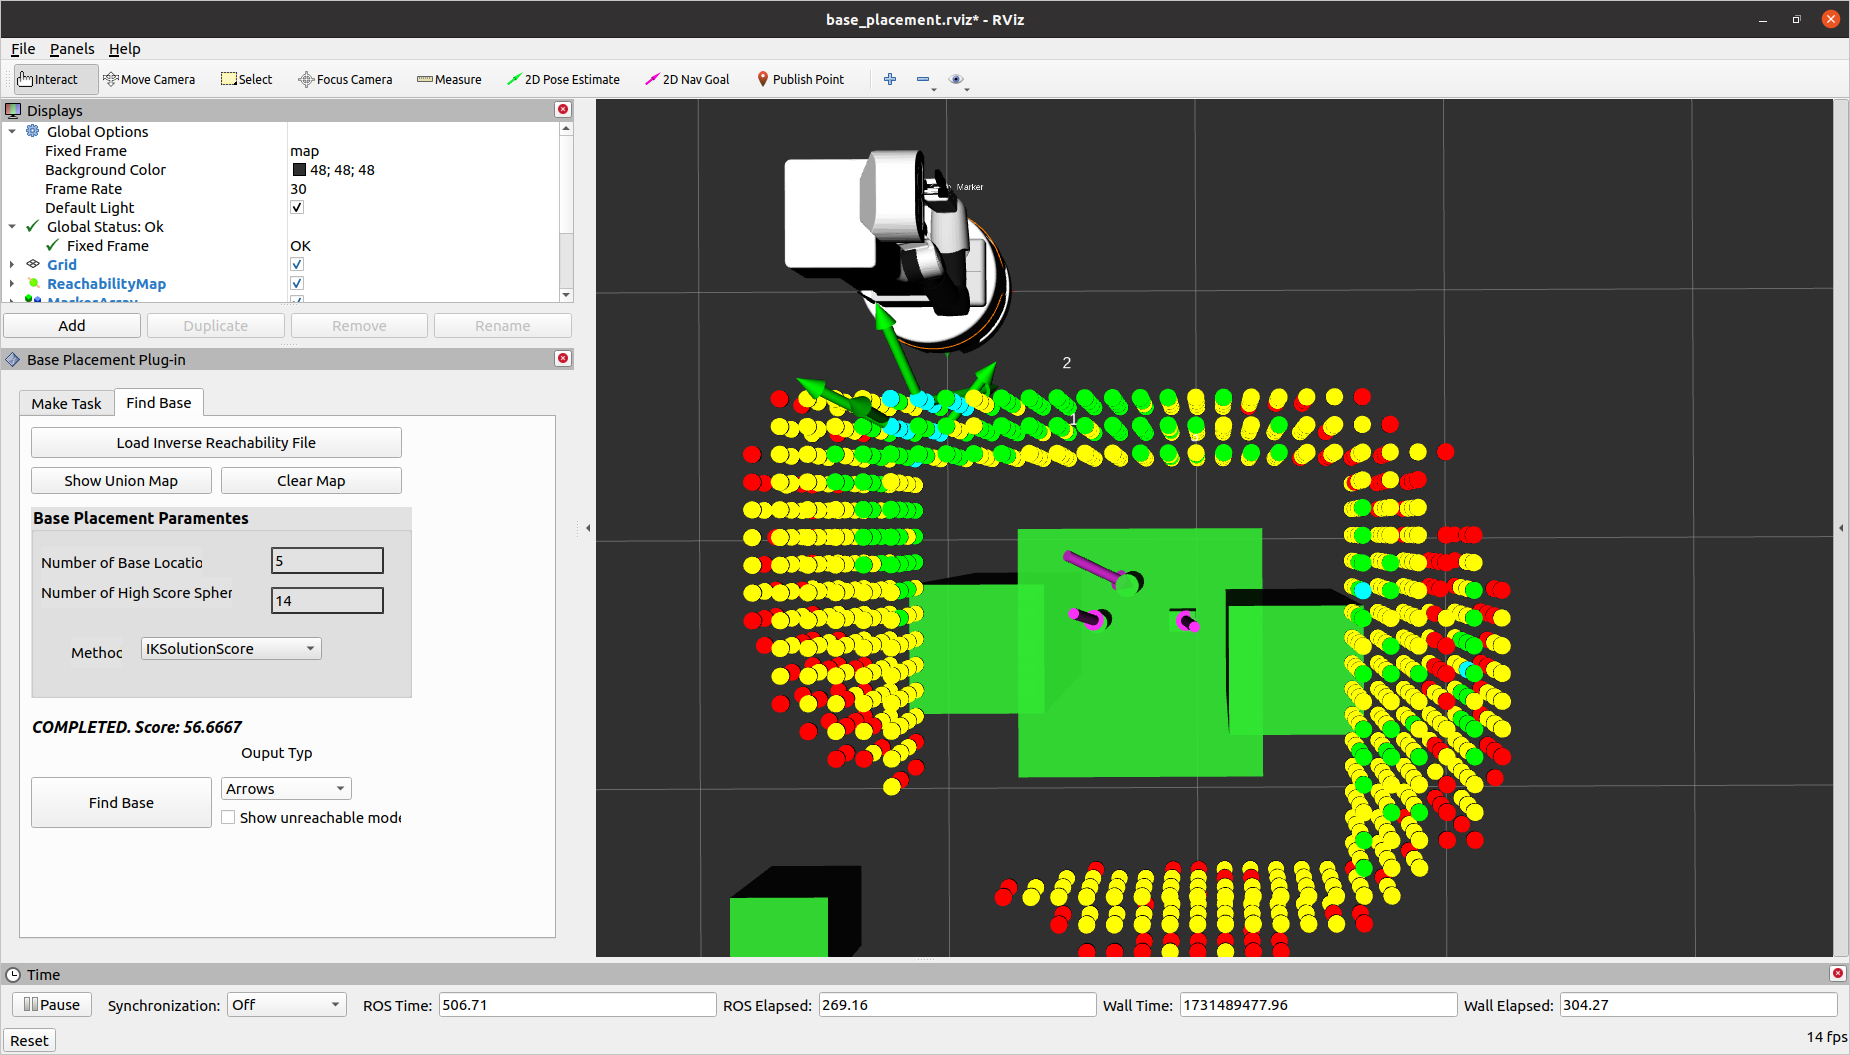 base_placement.rviz* - RViz
File Panels Help
Interact Move Camera Select Focus Camera Measure 2D Pose Estimate 2D Nav Goal Publish Point
Displays
Global Options
Fixed Frame map
Background Color 48; 48; 48
Frame Rate 30
Default Light
Global Status: Ok
Fixed Frame OK
Grid
ReachabilityMap
MarkerArray
Add Duplicate Remove Rename
Base Placement Plug-in
Make Task Find Base
Load Inverse Reachability File
Show Union Map Clear Map
Base Placement Paramentes
Number of Base Locatio 5
Number of High Score Spher 14
Methoc IKSolutionScore
COMPLETED. Score: 56.6667
Ouput Typ
Find Base Arrows
Show unreachable mode
Marker
2
1
Time
Pause Synchronization: Off ROS Time: 506.71 ROS Elapsed: 269.16 Wall Time: 1731489477.96 Wall Elapsed: 304.27
Reset 14 fps